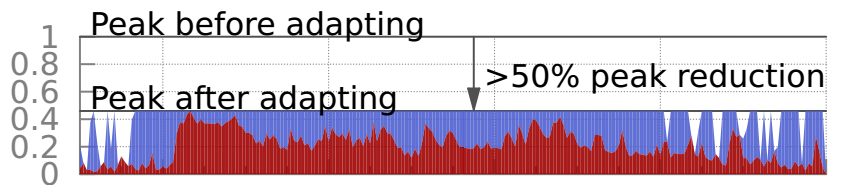 Peak before adapting
1
0.8
>50% peak reduction
0.6
Peak after adapting
0.4
0.2
0